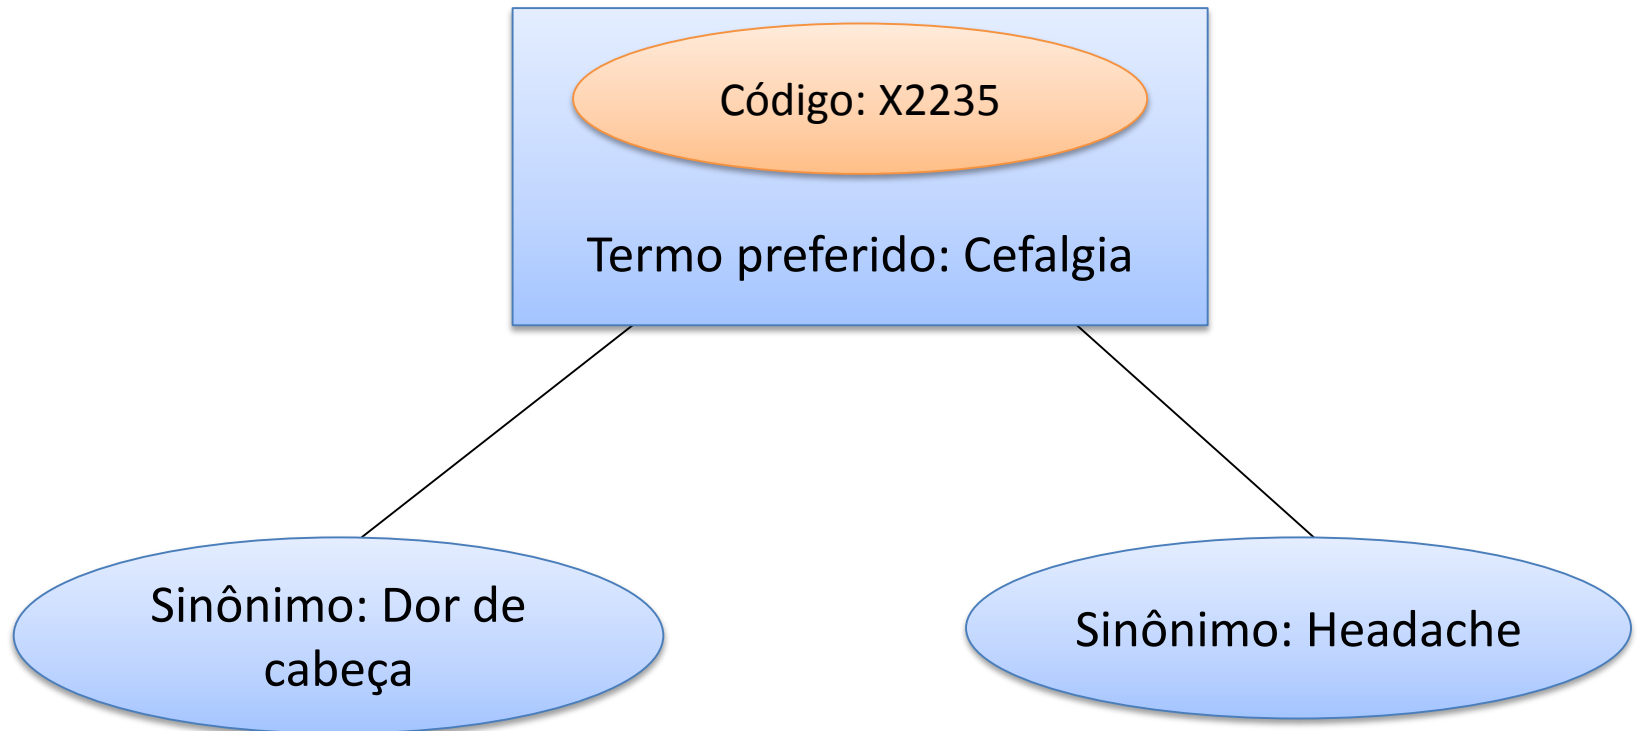 Código: X2235
Termo preferido: Cefalgia
Sinônimo: Dor de
cabeça
Sinônimo: Headache